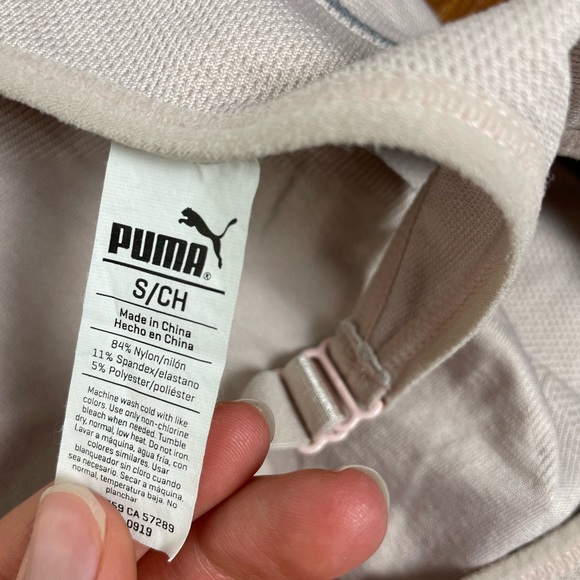 PUMA®
S/CH
Made in China
Hecho en China
84% Nylon/nilón
11% Spandex/elastano
5% Polyester/poliéster
Machine wash cold with like
colors. Use only non-chlorine
bleach when needed. Tumble
dry, normal, low heat. Do not iron.
Lavar a máquina, agua fría, con
colores similares. Usar
blanqueador sin cloro cuando
sea necesario. Secar a máquina,
normal, temperatura baja. No
planchar
59 CA 57289
0919